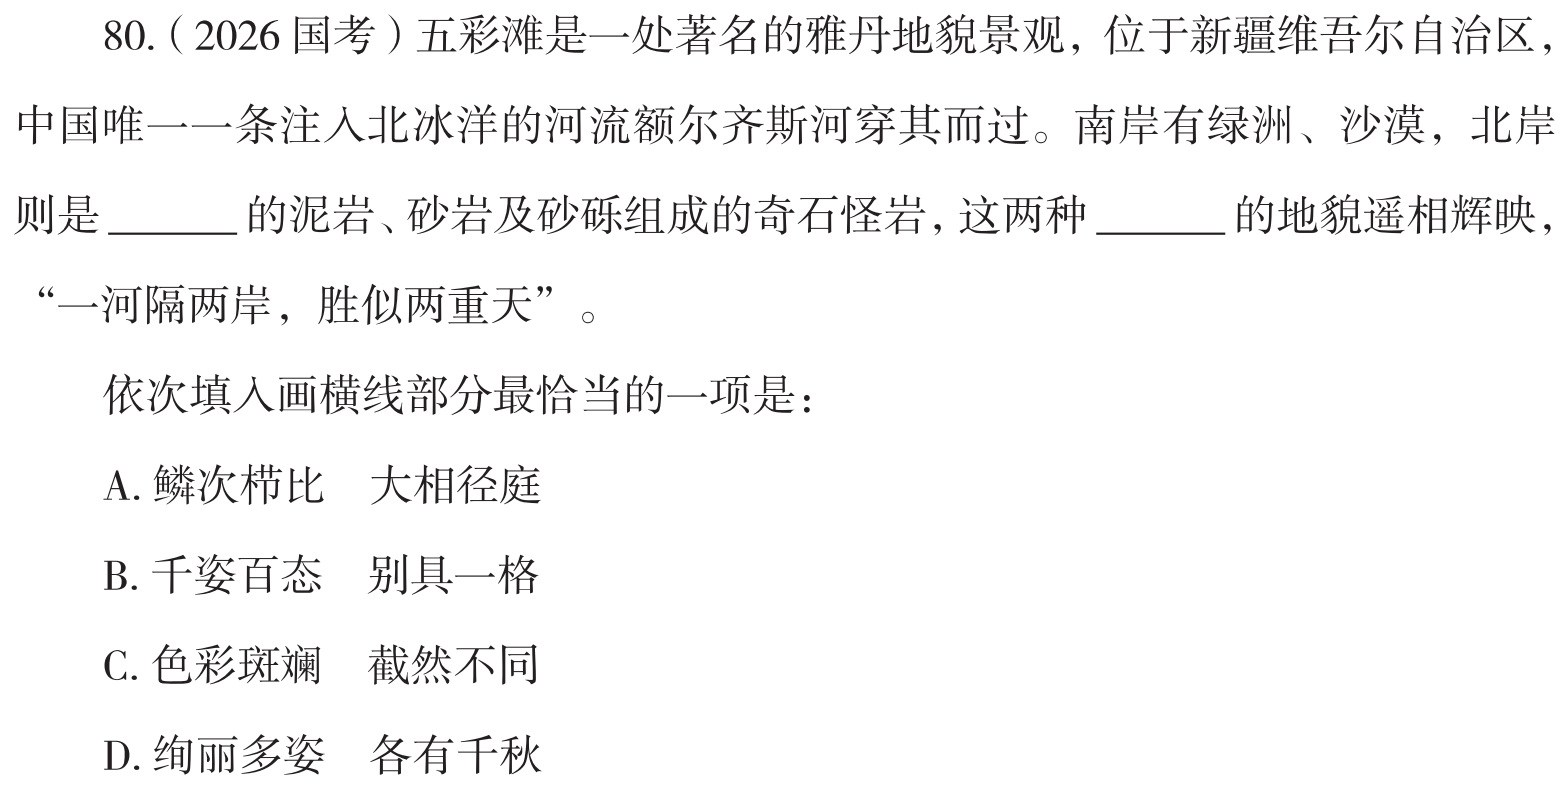 80.（2026 国考）五彩滩是一处著名的雅丹地貌景观，位于新疆维吾尔自治区，
中国唯一一条注入北冰洋的河流额尔齐斯河穿其而过。南岸有绿洲、沙漠，北岸
则是______的泥岩、砂岩及砂砾组成的奇石怪岩，这两种______的地貌遥相辉映，
“一河隔两岸，胜似两重天”。
依次填入画横线部分最恰当的一项是：
A. 鳞次栉比　大相径庭
B. 千姿百态　别具一格
C. 色彩斑斓　截然不同
D. 绚丽多姿　各有千秋